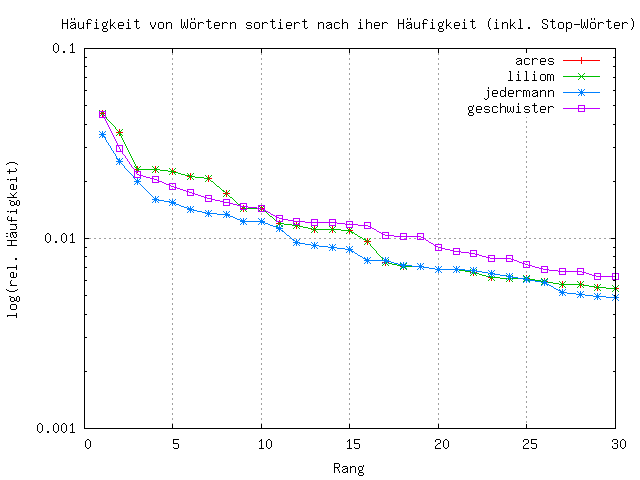 Häufigkeit von Wörtern sortiert nach iher Häufigkeit (inkl. Stop-Wörter)
0.1
acres
liliom
jedermann
geschwister
log(rel. Häufigkeit)
0.01
0.001
0 5 10 15 20 25 30
Rang